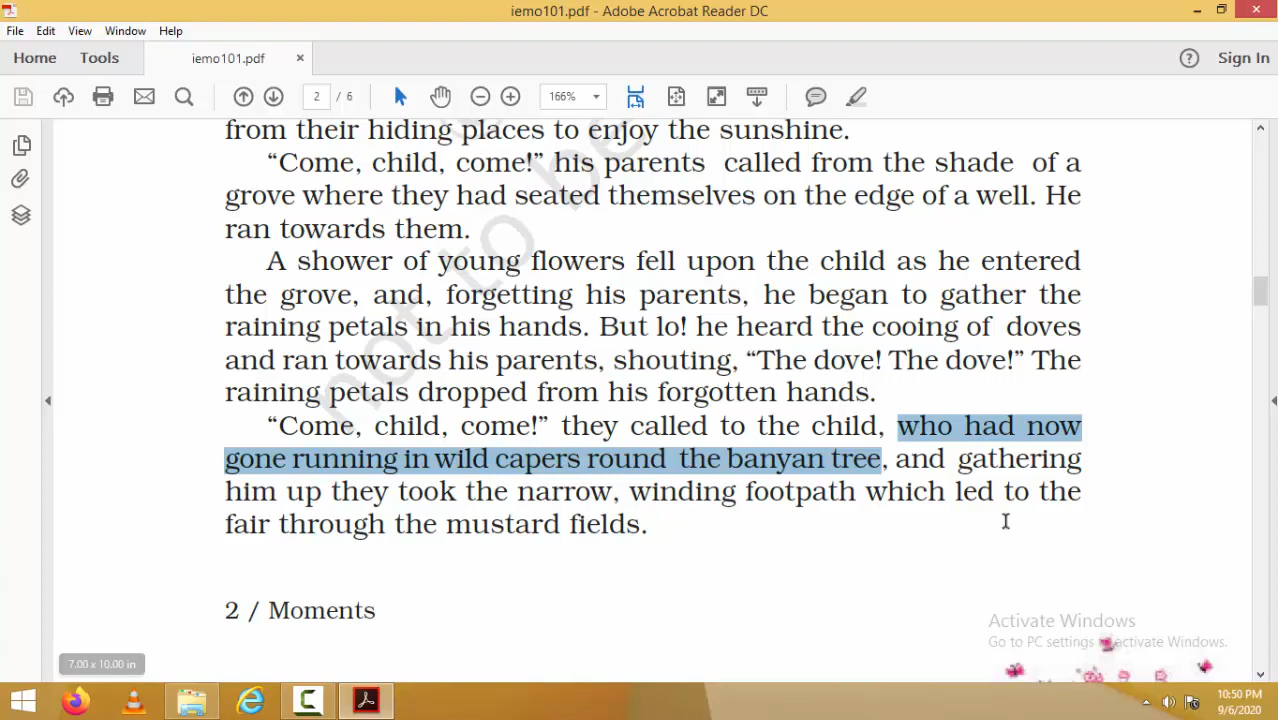 iemo101.pdf - Adobe Acrobat Reader DC
File Edit View Window Help
Home Tools iemo101.pdf × Sign In
2 / 6 166%
from their hiding places to enjoy the sunshine.
“Come, child, come!” his parents called from the shade of a
grove where they had seated themselves on the edge of a well. He
ran towards them.
A shower of young flowers fell upon the child as he entered
the grove, and, forgetting his parents, he began to gather the
raining petals in his hands. But lo! he heard the cooing of doves
and ran towards his parents, shouting, “The dove! The dove!” The
raining petals dropped from his forgotten hands.
“Come, child, come!” they called to the child, who had now
gone running in wild capers round the banyan tree, and gathering
him up they took the narrow, winding footpath which led to the
fair through the mustard fields.
2 / Moments
not to be
Activate Windows
Go to PC settings to activate Windows.
7.00 x 10.00 in
10:50 PM
9/6/2020